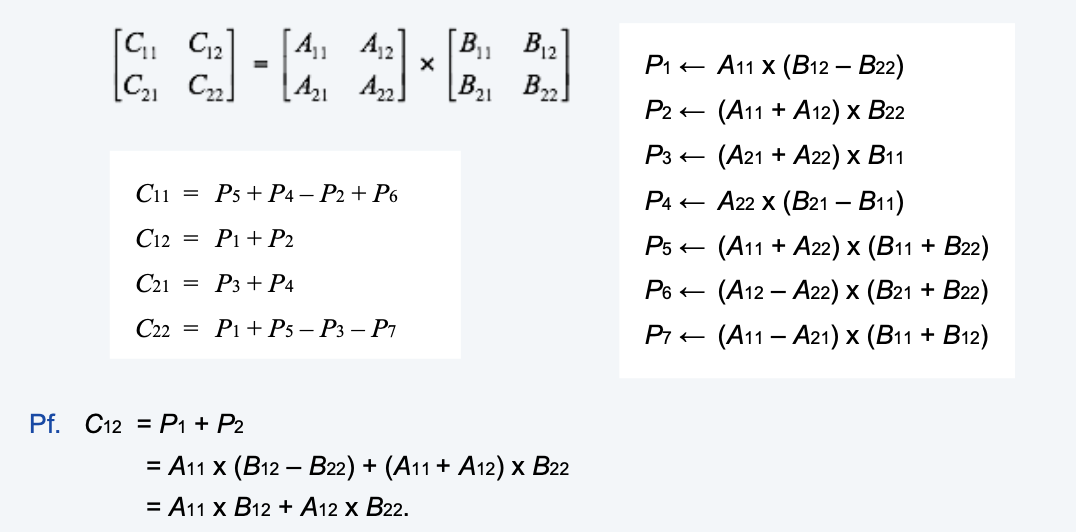 [C11 C12] = [A11 A12] × [B11 B12]
[C21 C22] [A21 A22] [B21 B22]
C11 = P5 + P4 – P2 + P6
C12 = P1 + P2
C21 = P3 + P4
C22 = P1 + P5 – P3 – P7
P1 ← A11 x (B12 – B22)
P2 ← (A11 + A12) x B22
P3 ← (A21 + A22) x B11
P4 ← A22 x (B21 – B11)
P5 ← (A11 + A22) x (B11 + B22)
P6 ← (A12 – A22) x (B21 + B22)
P7 ← (A11 – A21) x (B11 + B12)
Pf. C12 = P1 + P2
= A11 x (B12 – B22) + (A11 + A12) x B22
= A11 x B12 + A12 x B22.